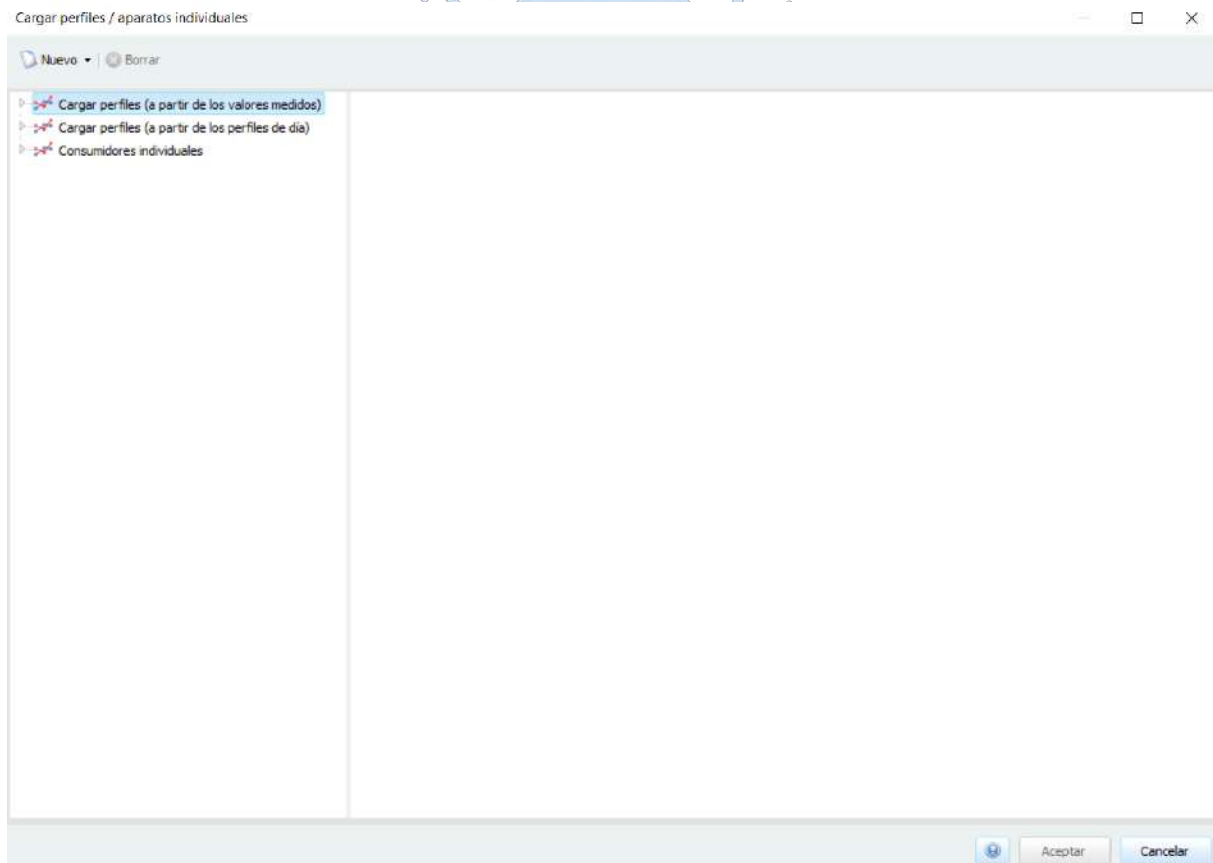 Cargar perfiles / aparatos individuales
Nuevo Borrar
Cargar perfiles (a partir de los valores medidos)
Cargar perfiles (a partir de los perfiles de día)
Consumidores individuales
Aceptar Cancelar